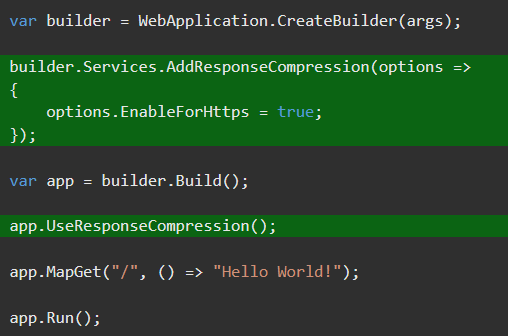 var builder = WebApplication.CreateBuilder(args);
builder.Services.AddResponseCompression(options =>
{
    options.EnableForHttps = true;
});
var app = builder.Build();
app.UseResponseCompression();
app.MapGet("/", () => "Hello World!");
app.Run();